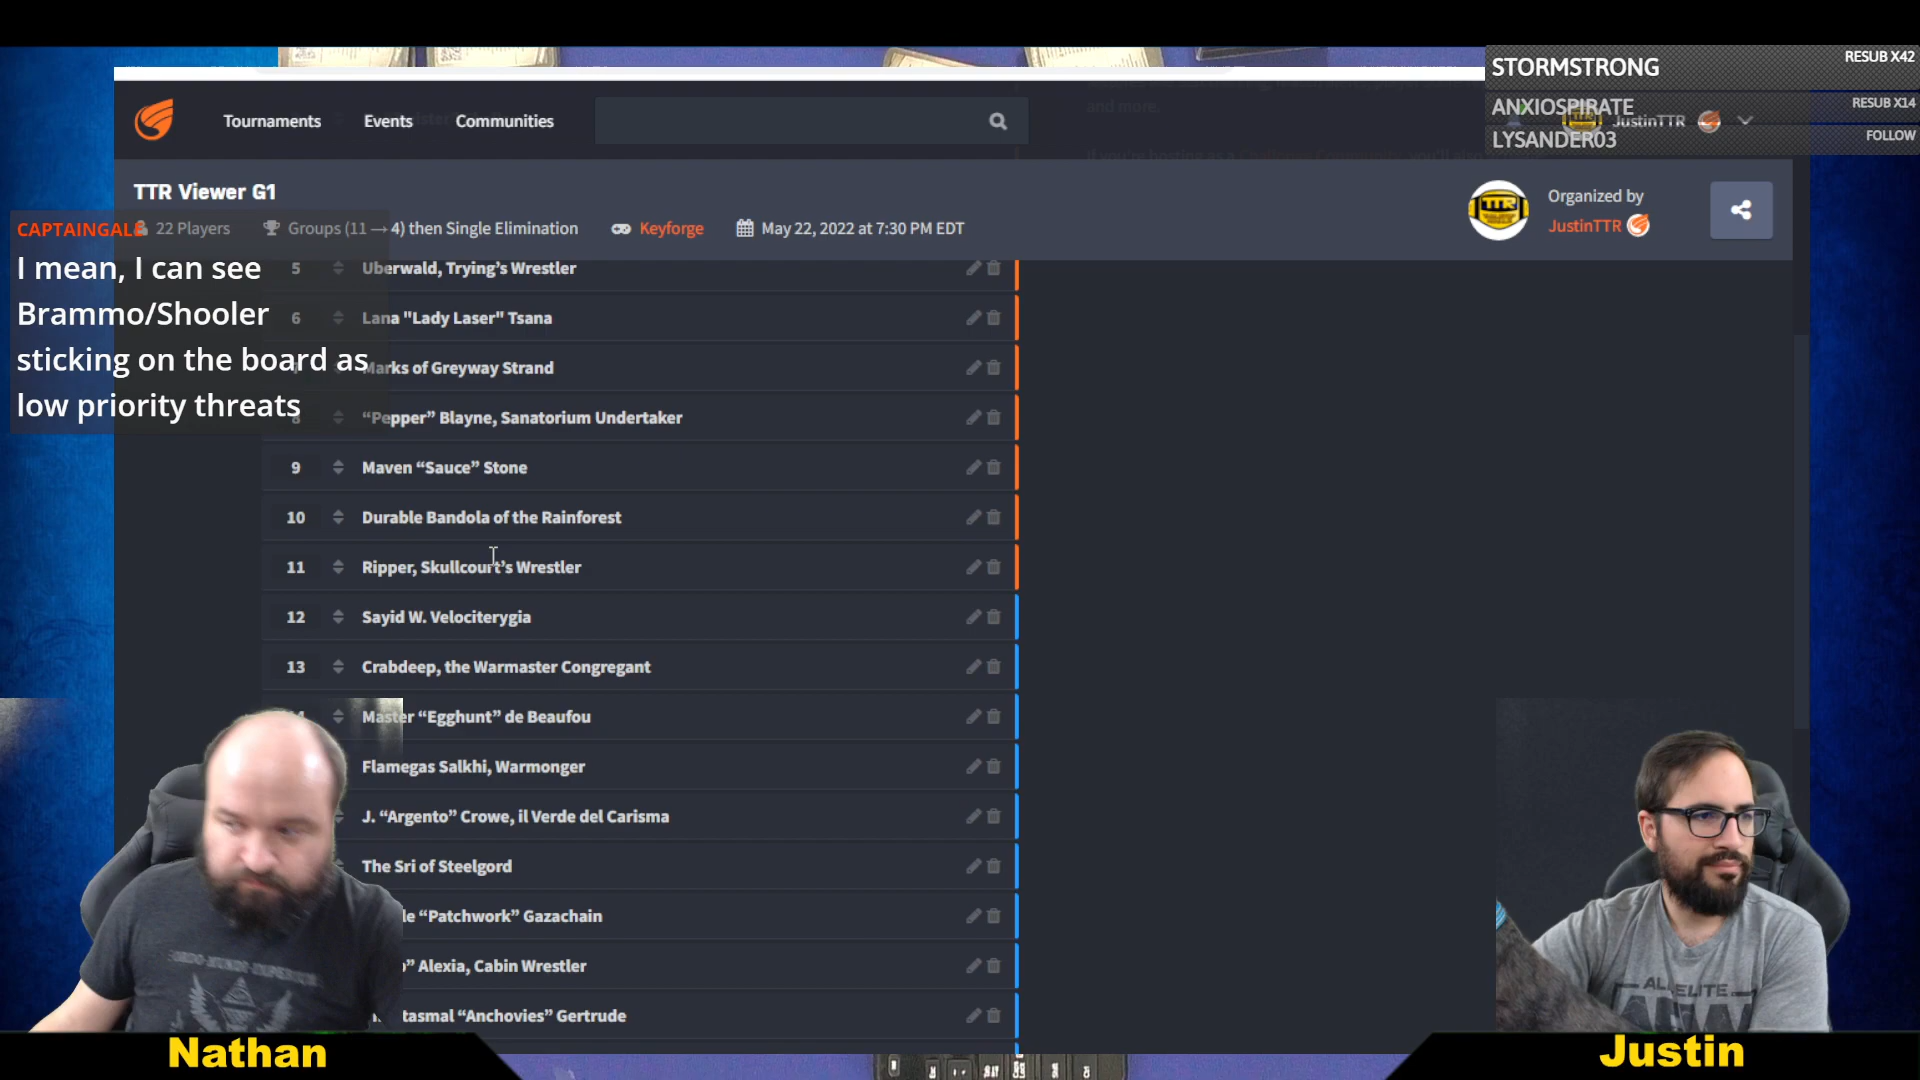 STORMSTRONG
RESUB X42
ANXIOSPIRATE
RESUB X14
LYSANDER03
FOLLOW
Tournaments
Events
Communities
and more.
JustinTTR
TTR Viewer G1
22 Players
Groups (11 → 4) then Single Elimination
Keyforge
May 22, 2022 at 7:30 PM EDT
Organized by
JustinTTR
CAPTAINGALE
I mean, I can see
Brammo/Shooler
sticking on the board as
low priority threats
5 Uberwald, Trying’s Wrestler
6 Lana "Lady Laser" Tsana
Marks of Greyway Strand
8 “Pepper” Blayne, Sanatorium Undertaker
9 Maven “Sauce” Stone
10 Durable Bandola of the Rainforest
11 Ripper, Skullcourt’s Wrestler
12 Sayid W. Velociterygia
13 Crabdeep, the Warmaster Congregant
Master “Egghunt” de Beaufou
Flamegas Salkhi, Warmonger
J. “Argento” Crowe, il Verde del Carisma
The Sri of Steelgord
“Patchwork” Gazachain
Alexia, Cabin Wrestler
“Anchovies” Gertrude
Nathan
Justin